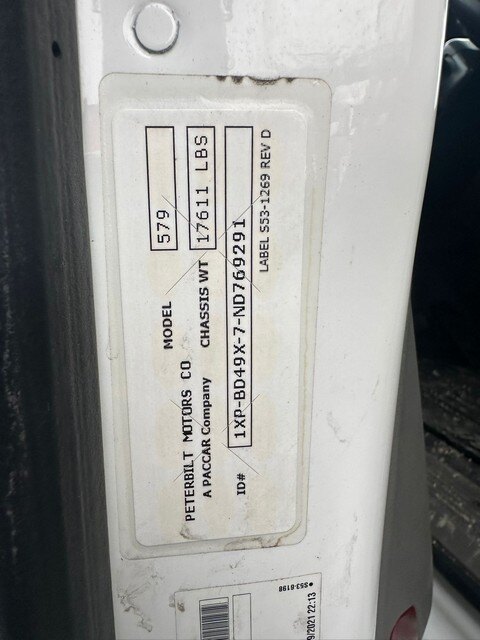 PETERBILT MOTORS CO MODEL 579
A PACCAR Company CHASSIS WT 17611 LBS
ID# 1XP-BD49X-7-ND769291
LABEL S53-1269 REV D
S53-6198
9/2021 22:13